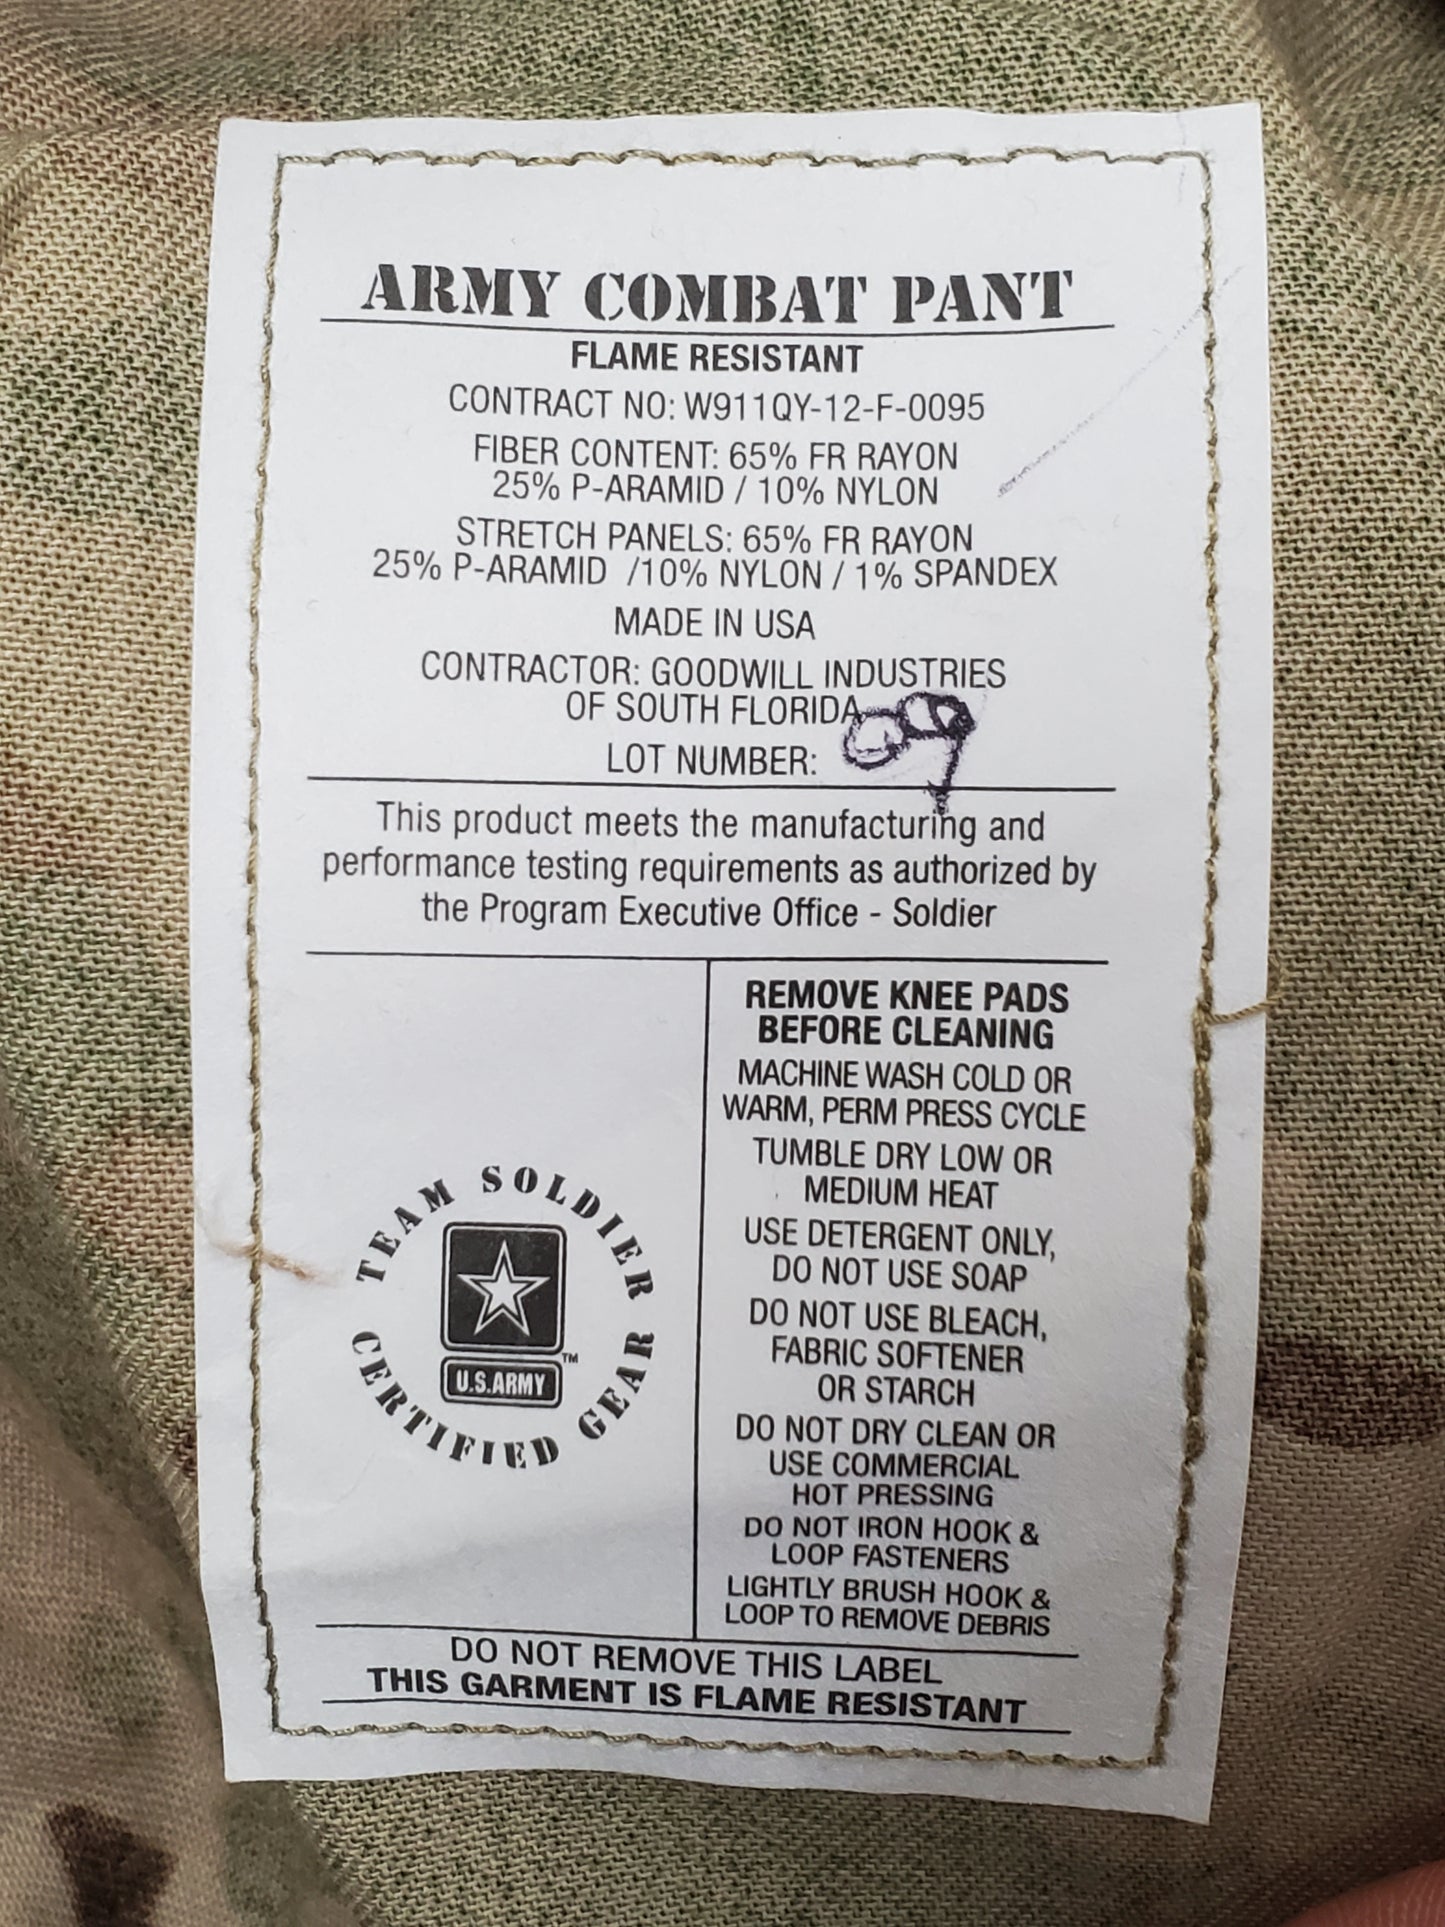 ARMY COMBAT PANT
FLAME RESISTANT
CONTRACT NO: W911QY-12-F-0095
FIBER CONTENT: 65% FR RAYON
25% P-ARAMID / 10% NYLON
STRETCH PANELS: 65% FR RAYON
25% P-ARAMID /10% NYLON / 1% SPANDEX
MADE IN USA
CONTRACTOR: GOODWILL INDUSTRIES
OF SOUTH FLORIDA
LOT NUMBER:
This product meets the manufacturing and
performance testing requirements as authorized by
the Program Executive Office - Soldier
TEAM SOLDIER
CERTIFIED GEAR
U.S.ARMY
TM
REMOVE KNEE PADS
BEFORE CLEANING
MACHINE WASH COLD OR
WARM, PERM PRESS CYCLE
TUMBLE DRY LOW OR
MEDIUM HEAT
USE DETERGENT ONLY,
DO NOT USE SOAP
DO NOT USE BLEACH,
FABRIC SOFTENER
OR STARCH
DO NOT DRY CLEAN OR
USE COMMERCIAL
HOT PRESSING
DO NOT IRON HOOK &
LOOP FASTENERS
LIGHTLY BRUSH HOOK &
LOOP TO REMOVE DEBRIS
DO NOT REMOVE THIS LABEL
THIS GARMENT IS FLAME RESISTANT